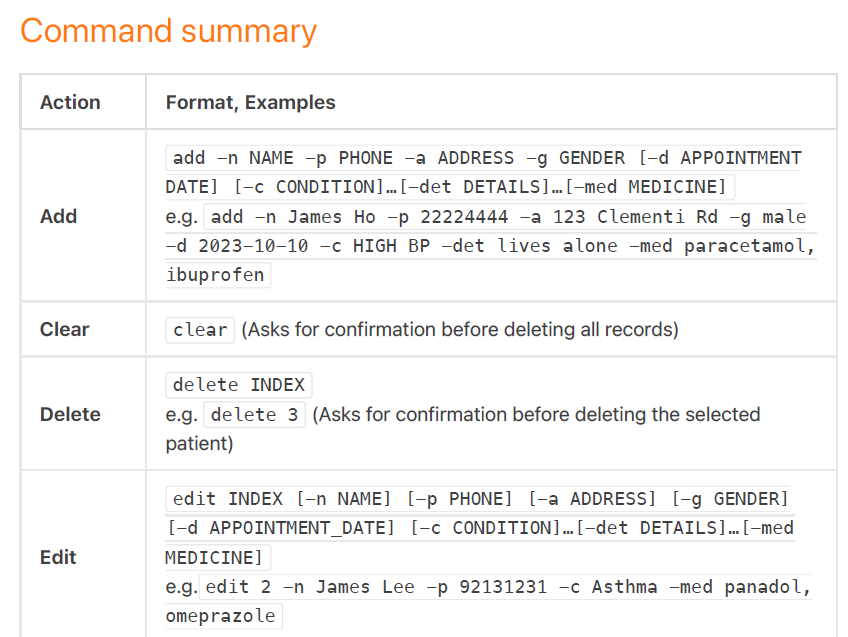 Command summary
Action
Format, Examples
Add
add –n NAME –p PHONE –a ADDRESS –g GENDER [–d APPOINTMENT
DATE] [–c CONDITION]…[–det DETAILS]…[–med MEDICINE]
e.g. add –n James Ho –p 22224444 –a 123 Clementi Rd –g male
–d 2023–10–10 –c HIGH BP –det lives alone –med paracetamol,
ibuprofen
Clear
clear (Asks for confirmation before deleting all records)
Delete
delete INDEX
e.g. delete 3 (Asks for confirmation before deleting the selected
patient)
Edit
edit INDEX [–n NAME] [–p PHONE] [–a ADDRESS] [–g GENDER]
[–d APPOINTMENT_DATE] [–c CONDITION]…[–det DETAILS]…[–med
MEDICINE]
e.g. edit 2 –n James Lee –p 92131231 –c Asthma –med panadol,
omeprazole